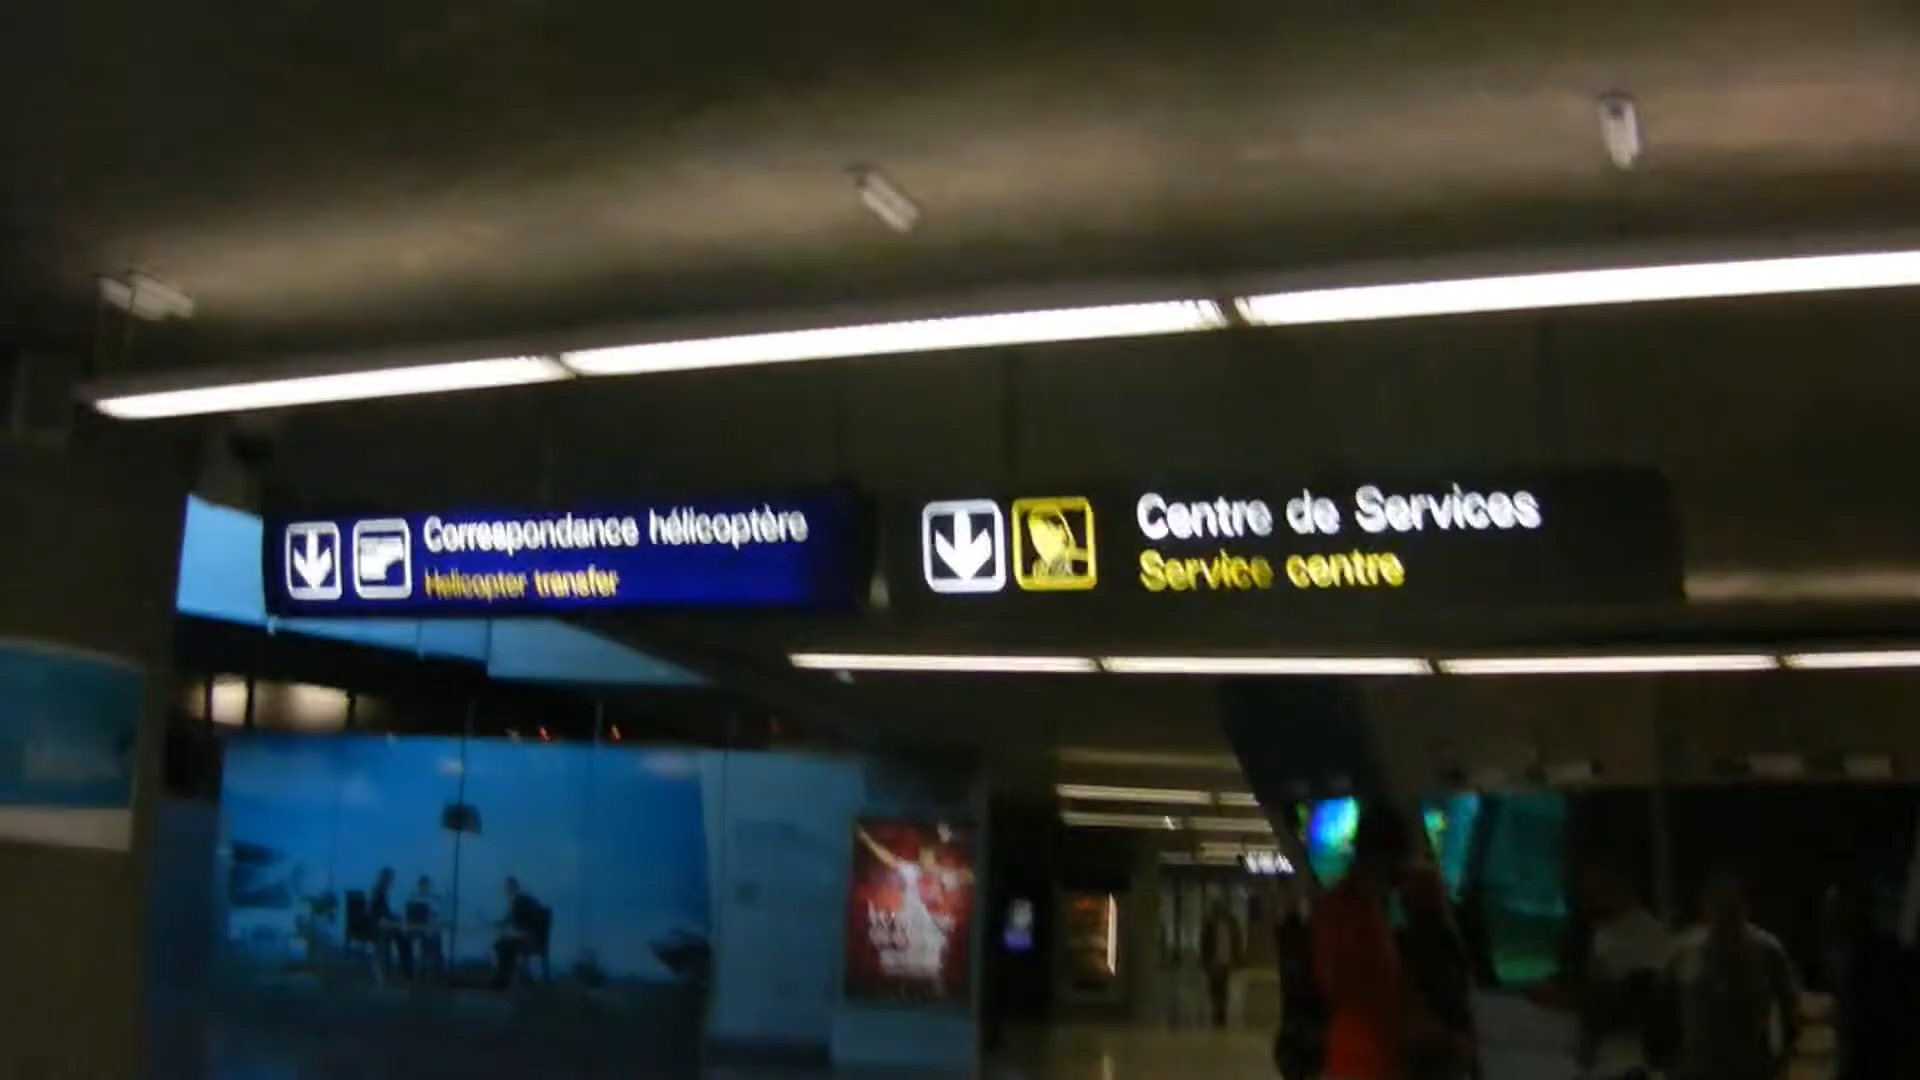 Correspondance hélicoptère
Helicopter transfer
Centre de Services
Service centre